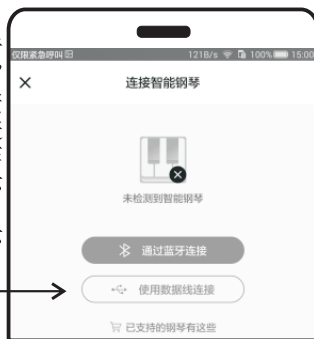 仅限紧急呼叫 121B/s 100% 15:00
连接智能钢琴
未检测到智能钢琴
通过蓝牙连接
使用数据线连接
已支持的钢琴有这些